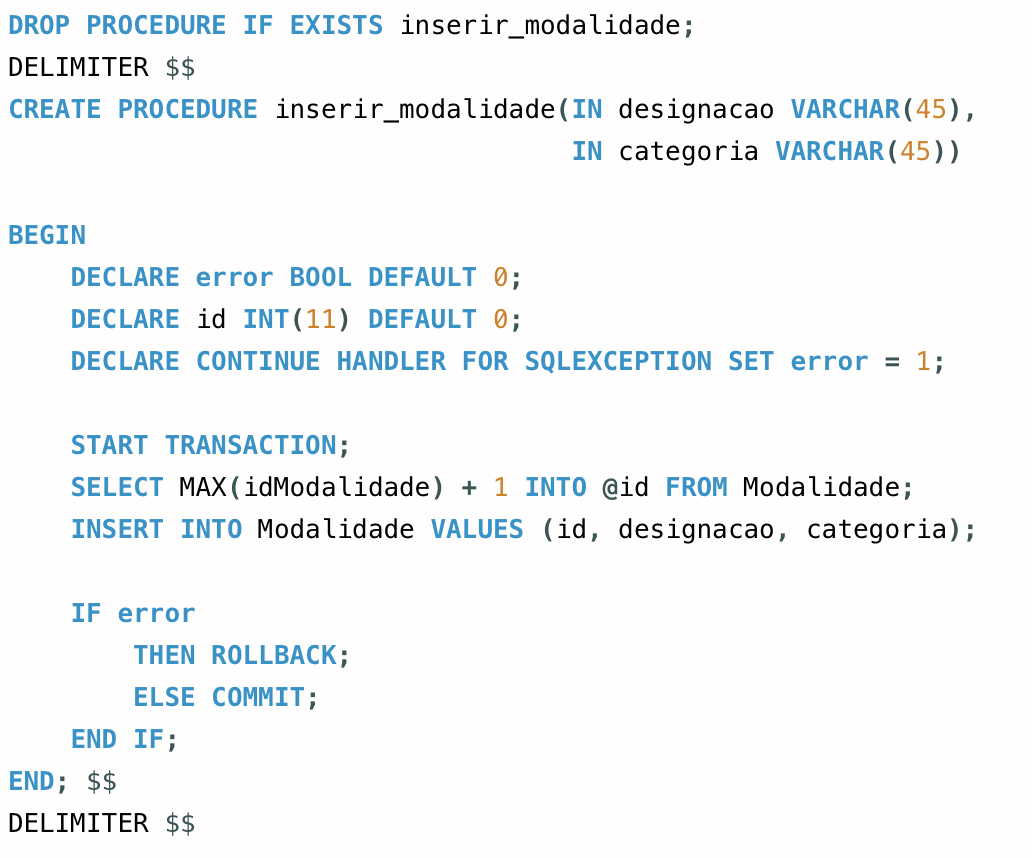 DROP PROCEDURE IF EXISTS inserir_modalidade;
DELIMITER $$
CREATE PROCEDURE inserir_modalidade(IN designacao VARCHAR(45),
                                    IN categoria VARCHAR(45))

BEGIN
    DECLARE error BOOL DEFAULT 0;
    DECLARE id INT(11) DEFAULT 0;
    DECLARE CONTINUE HANDLER FOR SQLEXCEPTION SET error = 1;

    START TRANSACTION;
    SELECT MAX(idModalidade) + 1 INTO @id FROM Modalidade;
    INSERT INTO Modalidade VALUES (id, designacao, categoria);

    IF error
        THEN ROLLBACK;
        ELSE COMMIT;
    END IF;
END; $$
DELIMITER $$